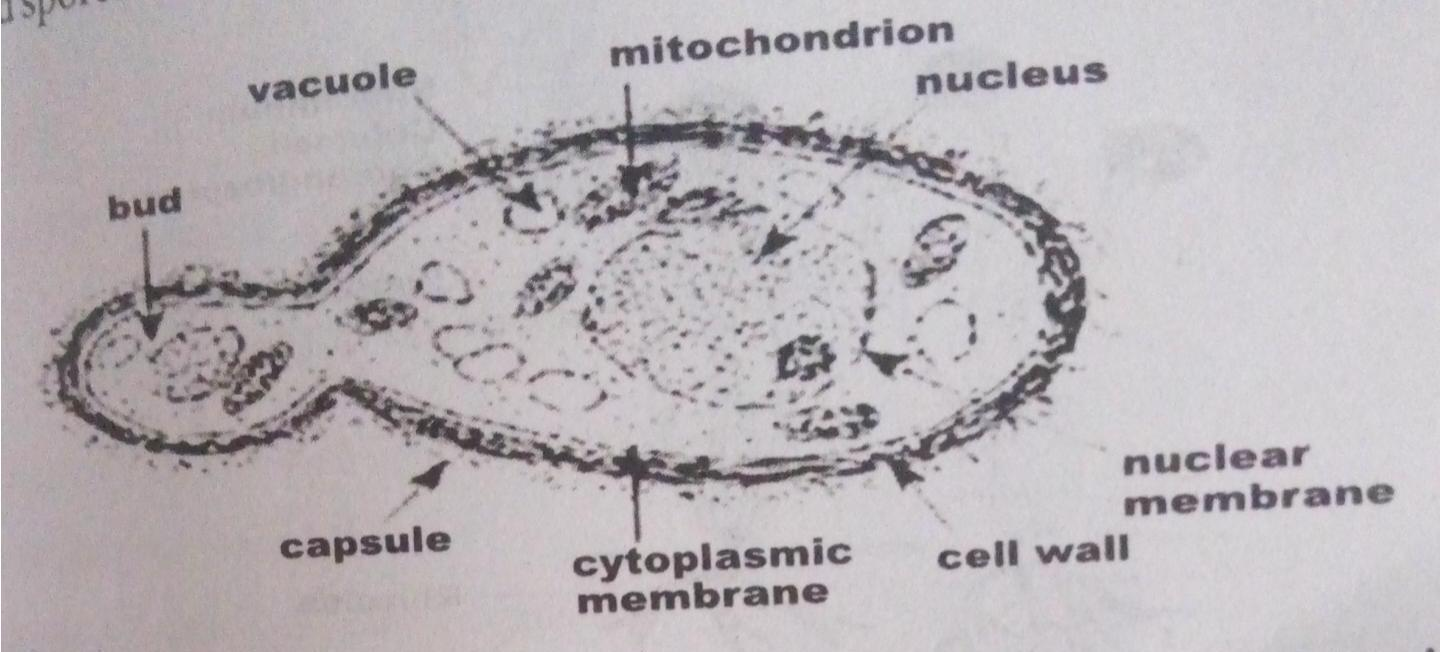 mitochondrion
vacuole
nucleus
bud
nuclear
membrane
capsule
cytoplasmic
membrane
cell wall